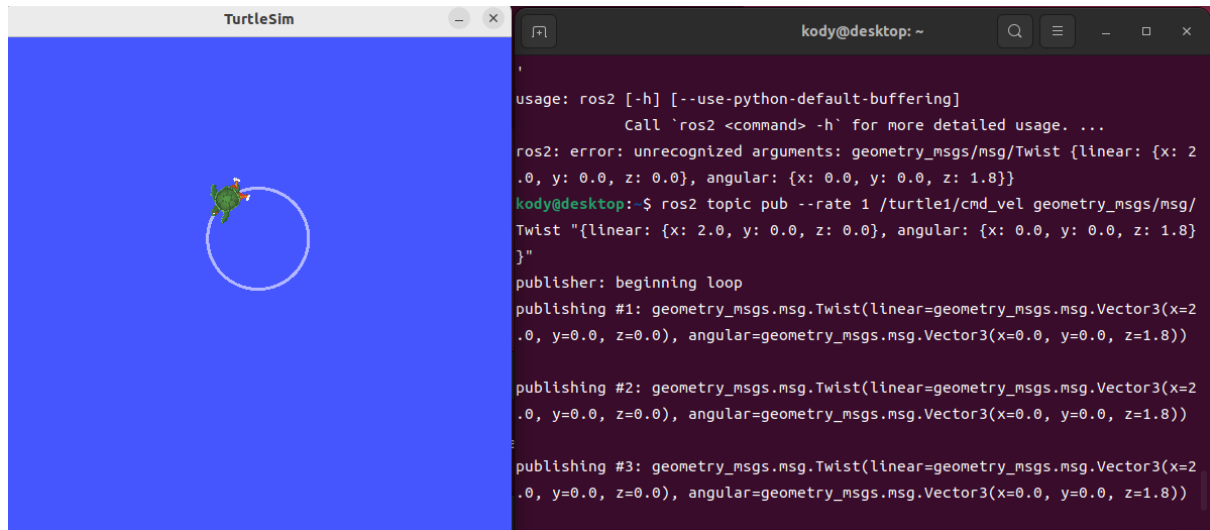 TurtleSim
kody@desktop: ~
'
usage: ros2 [-h] [--use-python-default-buffering]
            Call `ros2 <command> -h` for more detailed usage. ...
ros2: error: unrecognized arguments: geometry_msgs/msg/Twist {linear: {x: 2
.0, y: 0.0, z: 0.0}, angular: {x: 0.0, y: 0.0, z: 1.8}}
kody@desktop:~$ ros2 topic pub --rate 1 /turtle1/cmd_vel geometry_msgs/msg/
Twist "{linear: {x: 2.0, y: 0.0, z: 0.0}, angular: {x: 0.0, y: 0.0, z: 1.8}
}"
publisher: beginning loop
publishing #1: geometry_msgs.msg.Twist(linear=geometry_msgs.msg.Vector3(x=2
.0, y=0.0, z=0.0), angular=geometry_msgs.msg.Vector3(x=0.0, y=0.0, z=1.8))
publishing #2: geometry_msgs.msg.Twist(linear=geometry_msgs.msg.Vector3(x=2
.0, y=0.0, z=0.0), angular=geometry_msgs.msg.Vector3(x=0.0, y=0.0, z=1.8))
publishing #3: geometry_msgs.msg.Twist(linear=geometry_msgs.msg.Vector3(x=2
.0, y=0.0, z=0.0), angular=geometry_msgs.msg.Vector3(x=0.0, y=0.0, z=1.8))